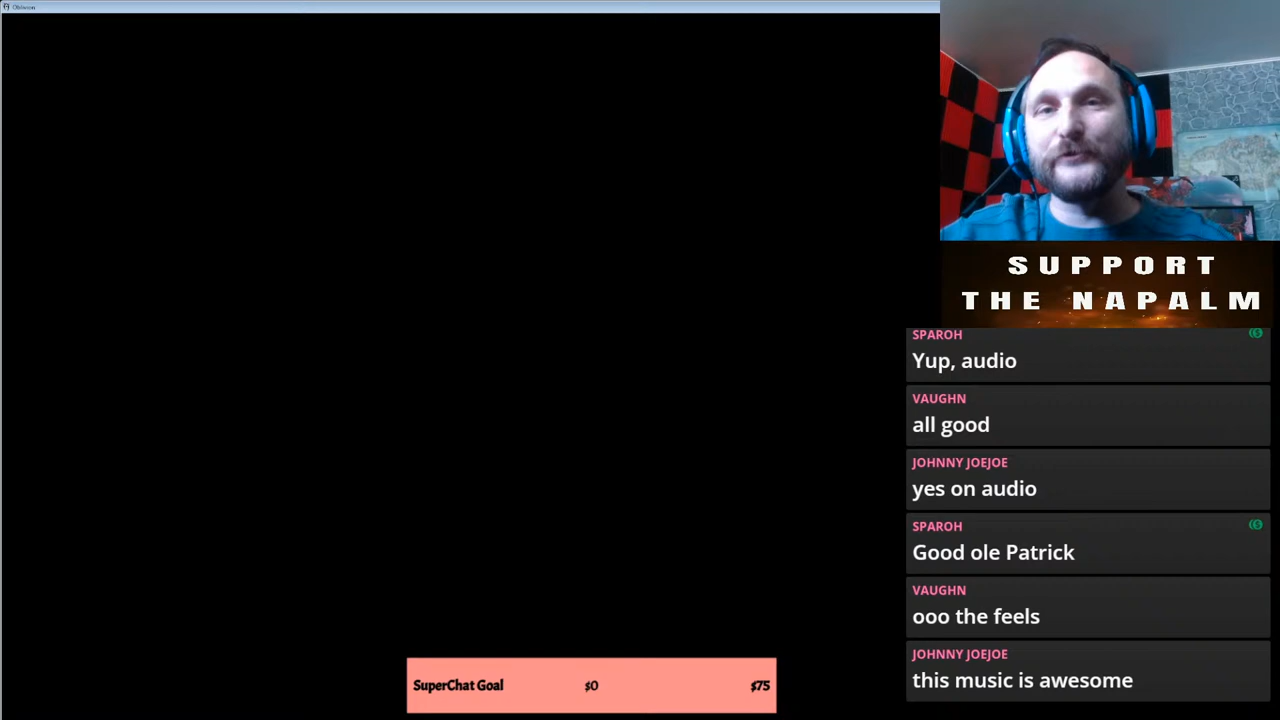 Oblivion
SUPPORT
THE NAPALM
SPAROH
Yup, audio
VAUGHN
all good
JOHNNY JOEJOE
yes on audio
SPAROH
Good ole Patrick
VAUGHN
ooo the feels
JOHNNY JOEJOE
this music is awesome
SuperChat Goal $0 $75